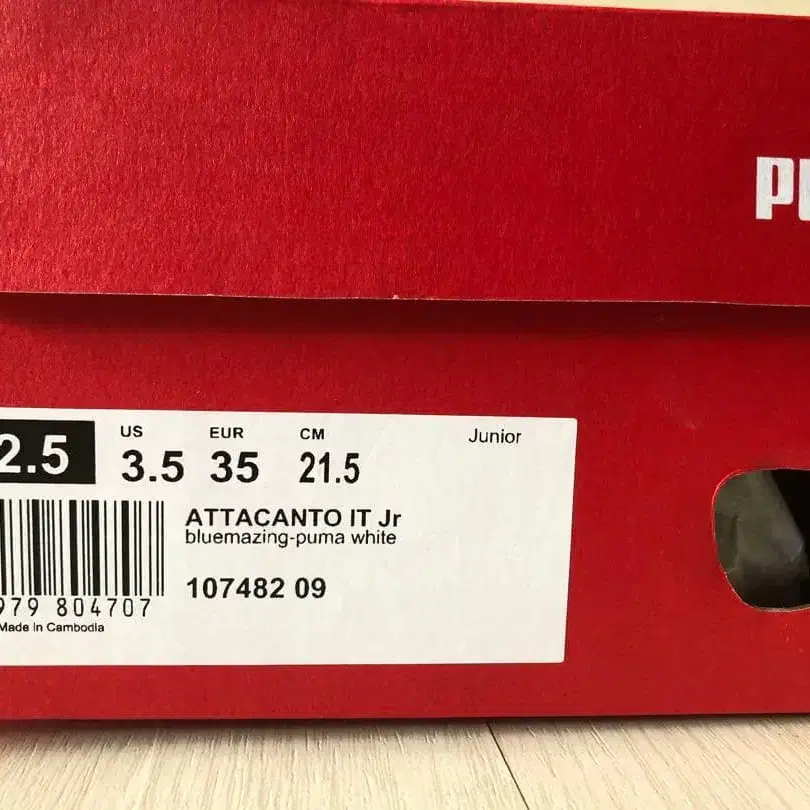 PU
US EUR CM Junior
2.5 3.5 35 21.5
ATTACANTO IT Jr
bluemazing-puma white
107482 09
979 804707
Made in Cambodia